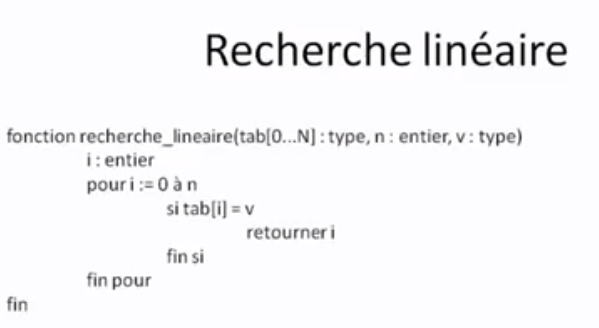 Recherche linéaire
fonction recherche_lineaire(tab[0...N] : type, n : entier, v : type)
i : entier
pour i := 0 à n
si tab[i] = v
retourner i
fin si
fin pour
fin